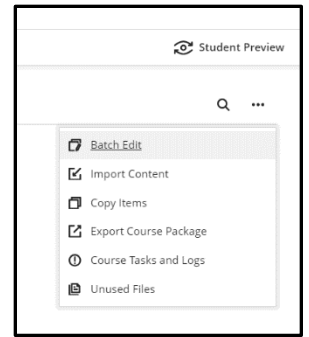 Student Preview
Batch Edit
Import Content
Copy Items
Export Course Package
Course Tasks and Logs
Unused Files